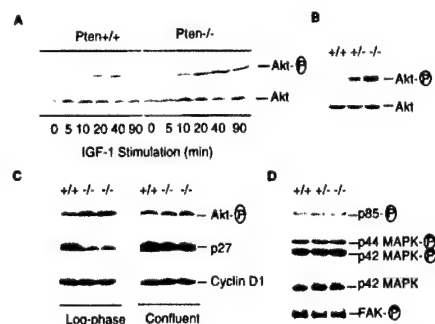 A
Pten+/+ Pten-/-
Akt-Ⓟ
Akt
0 5 10 20 40 90 0 5 10 20 40 90
IGF-1 Stimulation (min)
B
+/+ +/- -/-
Akt-Ⓟ
Akt
C
+/+ -/- -/- +/+ -/- -/-
Akt-Ⓟ
p27
Cyclin D1
Log-phase Confluent
D
+/+ +/- -/-
p85-Ⓟ
p44 MAPK-Ⓟ
p42 MAPK-Ⓟ
p42 MAPK
FAK-Ⓟ